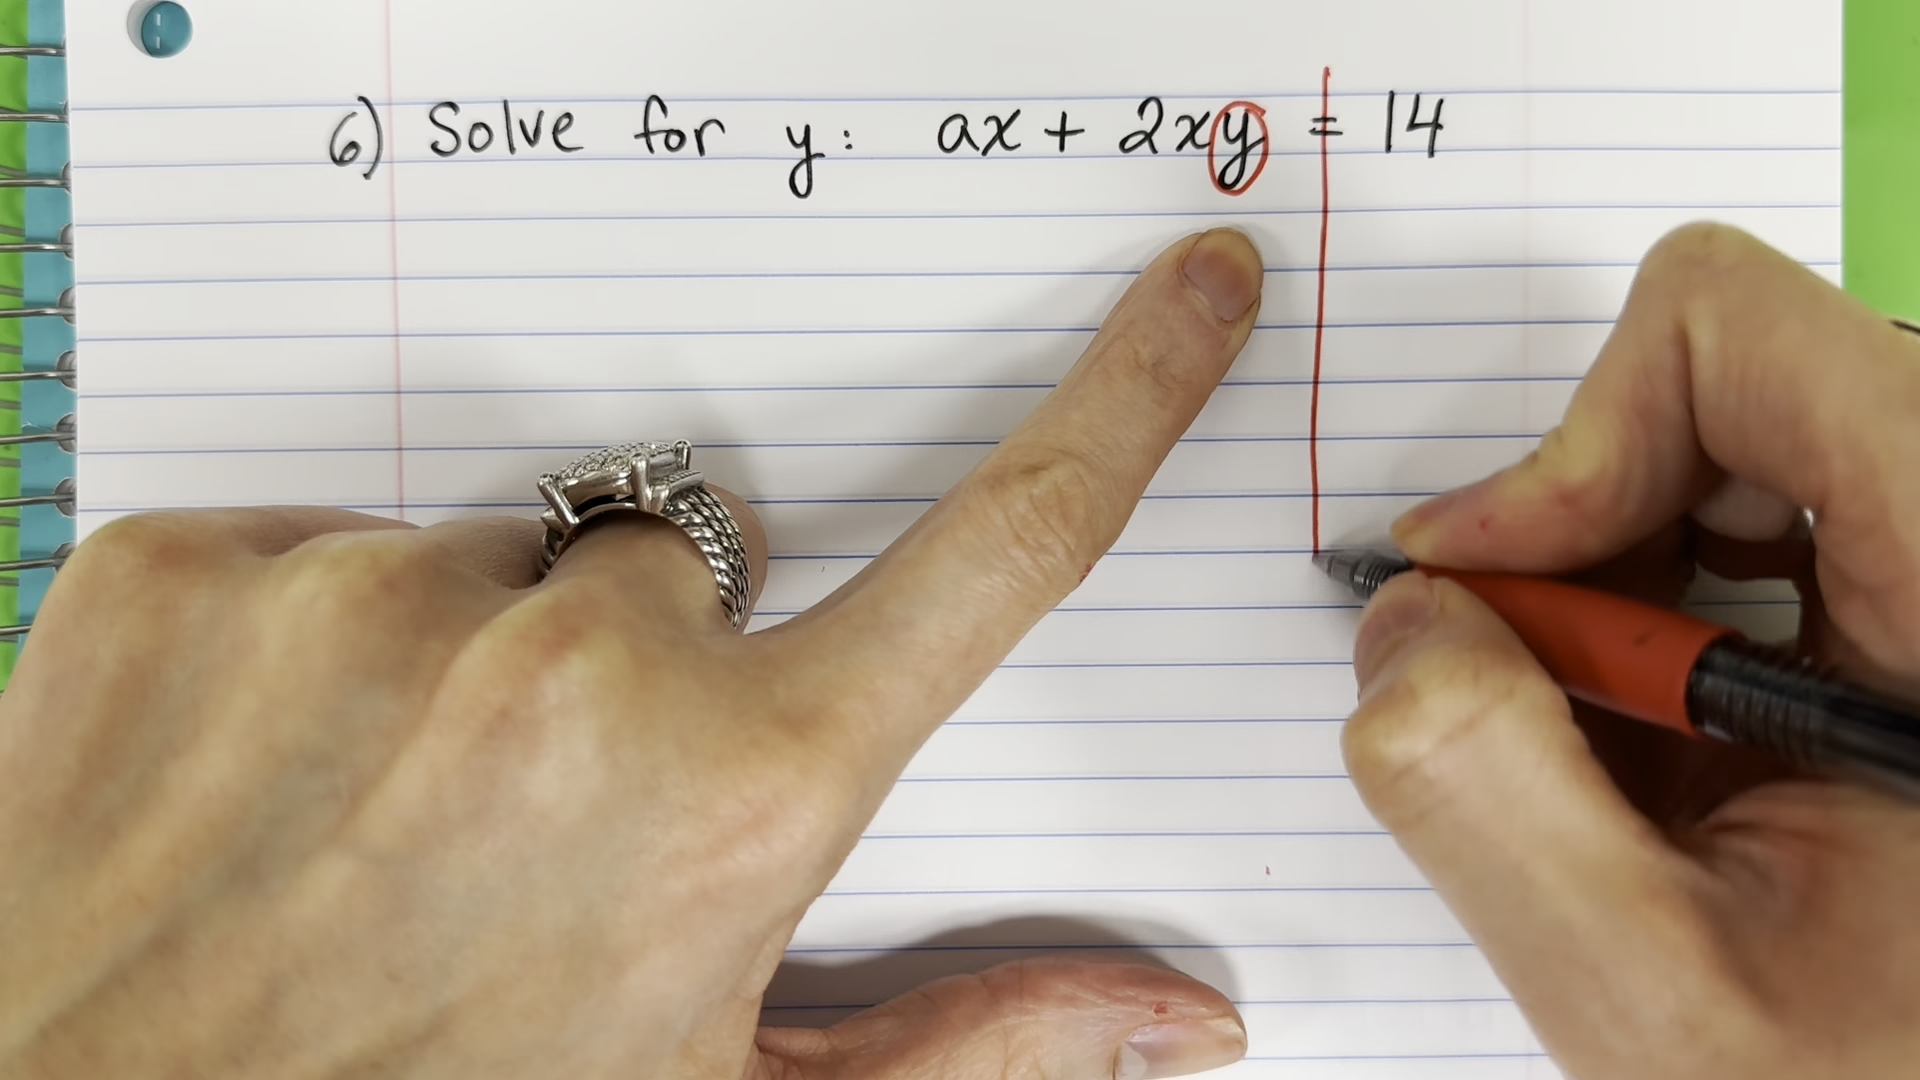 6) Solve for y: ax + 2xy = 14